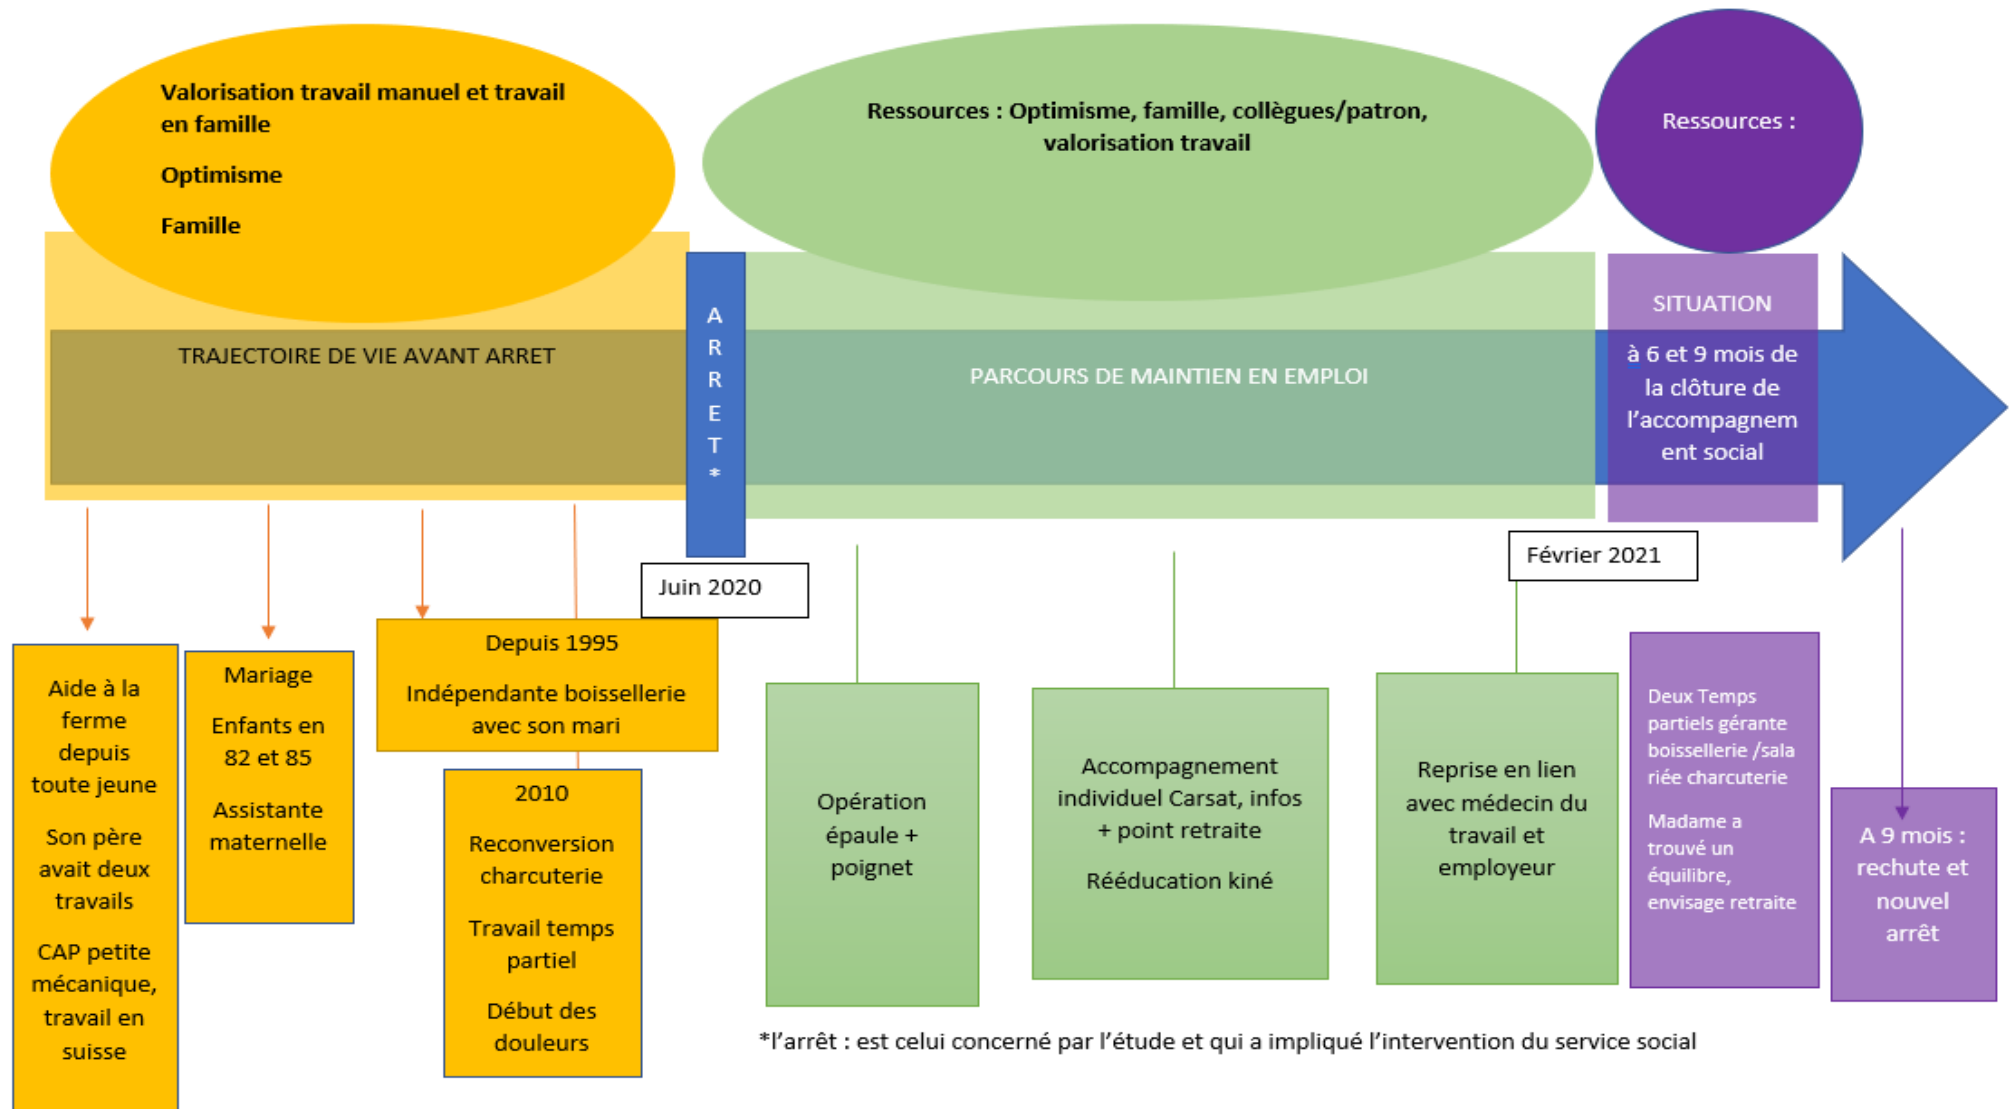 Valorisation travail manuel et travail
en famille
Optimisme
Famille
Ressources : Optimisme, famille, collègues/patron,
valorisation travail
Ressources :
TRAJECTOIRE DE VIE AVANT ARRET
A
R
R
E
T
*
PARCOURS DE MAINTIEN EN EMPLOI
SITUATION
à 6 et 9 mois de
la clôture de
l'accompagnem
ent social
Juin 2020
Février 2021
Aide à la
ferme
depuis
toute jeune
Son père
avait deux
travails
CAP petite
mécanique,
travail en
suisse
Mariage
Enfants en
82 et 85
Assistante
maternelle
Depuis 1995
Indépendante boissellerie
avec son mari
2010
Reconversion
charcuterie
Travail temps
partiel
Début des
douleurs
Opération
épaule +
poignet
Accompagnement
individuel Carsat, infos
+ point retraite
Rééducation kiné
Reprise en lien
avec médecin du
travail et
employeur
Deux Temps
partiels gérante
boissellerie /sala
riée charcuterie
Madame a
trouvé un
équilibre,
envisage retraite
A 9 mois :
rechute et
nouvel
arrêt
*l'arrêt : est celui concerné par l'étude et qui a impliqué l'intervention du service social